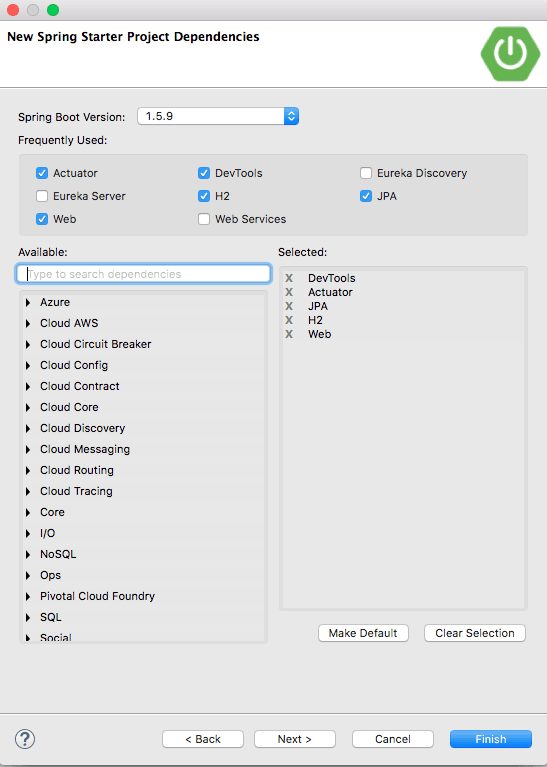 New Spring Starter Project Dependencies
Spring Boot Version: 1.5.9
Frequently Used:
Actuator DevTools Eureka Discovery
Eureka Server H2 JPA
Web Web Services
Available:
Type to search dependencies
Azure
Cloud AWS
Cloud Circuit Breaker
Cloud Config
Cloud Contract
Cloud Core
Cloud Discovery
Cloud Messaging
Cloud Routing
Cloud Tracing
Core
I/O
NoSQL
Ops
Pivotal Cloud Foundry
SQL
Social
Selected:
X DevTools
X Actuator
X JPA
X H2
X Web
Make Default Clear Selection
? < Back Next > Cancel Finish